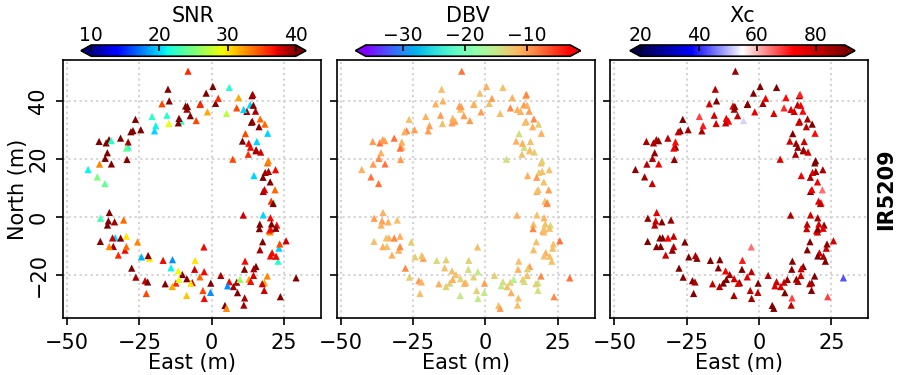 SNR DBV Xc
10 20 30 40 −30 −20 −10 20 40 60 80
40
20
0
−20
North (m)
IR5209
−50 −25 0 25 −50 −25 0 25 −50 −25 0 25
East (m) East (m) East (m)